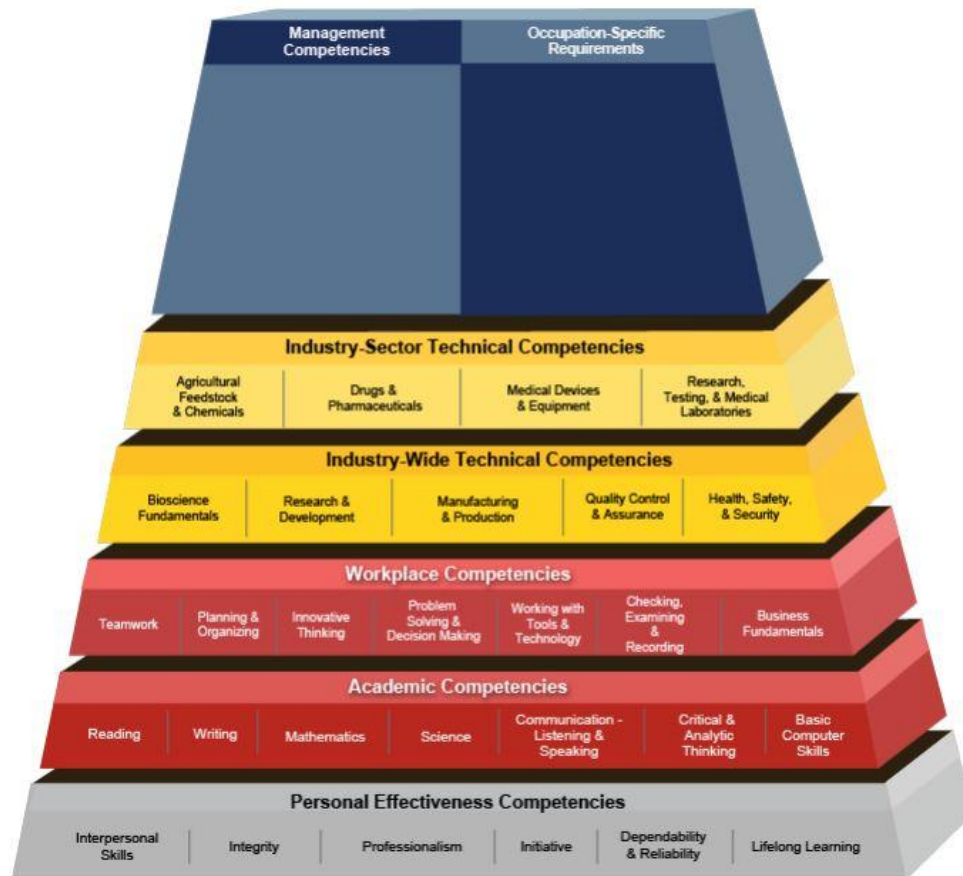 Management
Competencies
Occupation-Specific
Requirements
Industry-Sector Technical Competencies
Agricultural
Feedstock
& Chemicals
Drugs &
Pharmaceuticals
Medical Devices
& Equipment
Research,
Testing, & Medical
Laboratories
Industry-Wide Technical Competencies
Bioscience
Fundamentals
Research &
Development
Manufacturing
& Production
Quality Control
& Assurance
Health, Safety,
& Security
Workplace Competencies
Teamwork
Planning &
Organizing
Innovative
Thinking
Problem
Solving &
Decision Making
Working with
Tools &
Technology
Checking,
Examining
&
Recording
Business
Fundamentals
Academic Competencies
Reading
Writing
Mathematics
Science
Communication -
Listening &
Speaking
Critical &
Analytic
Thinking
Basic
Computer
Skills
Personal Effectiveness Competencies
Interpersonal
Skills
Integrity
Professionalism
Initiative
Dependability
& Reliability
Lifelong Learning